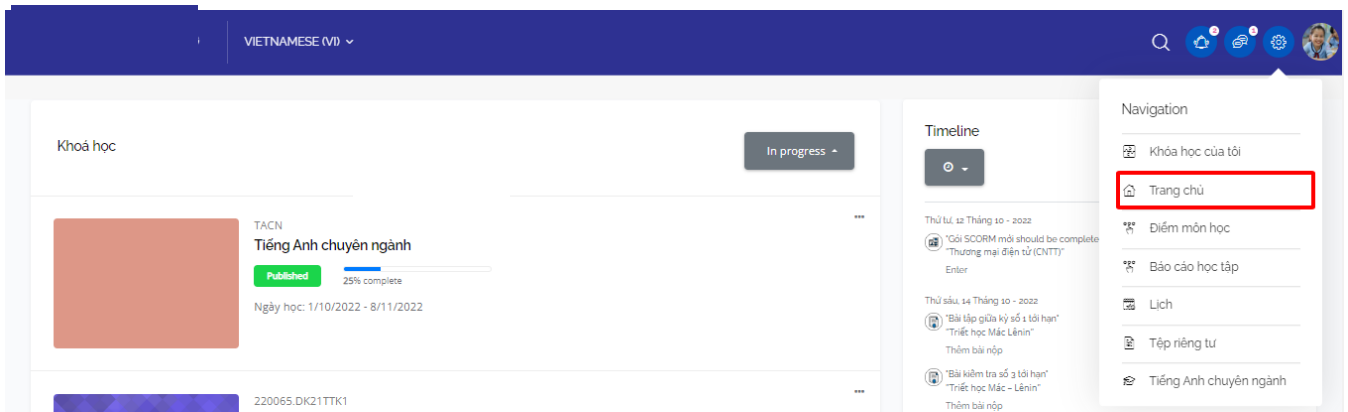 VIETNAMESE (VI)
2
1
Khoá học
In progress
TACN
Tiếng Anh chuyên ngành
Published
25% complete
Ngày học: 1/10/2022 - 8/11/2022
220065.DK21TTK1
Timeline
Thứ tư, 12 Tháng 10 - 2022
"Gói SCORM mới should be complete
"Thương mại điện tử (CNTT)"
Enter
Thứ sáu, 14 Tháng 10 - 2022
"Bài tập giữa kỳ số 1 tới hạn"
"Triết học Mác Lênin"
Thêm bài nộp
"Bài kiểm tra số 3 tới hạn"
"Triết học Mác – Lênin"
Thêm bài nộp
Navigation
Khóa học của tôi
Trang chủ
Điểm môn học
Báo cáo học tập
Lịch
Tệp riêng tư
Tiếng Anh chuyên ngành